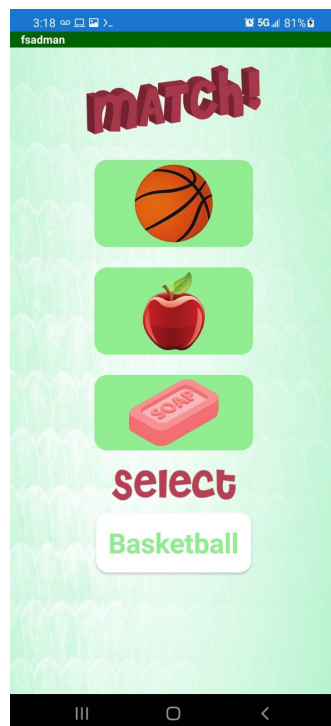 3:18
5G 81%
fsadman
mATCh!
SOAP
select
Basketball